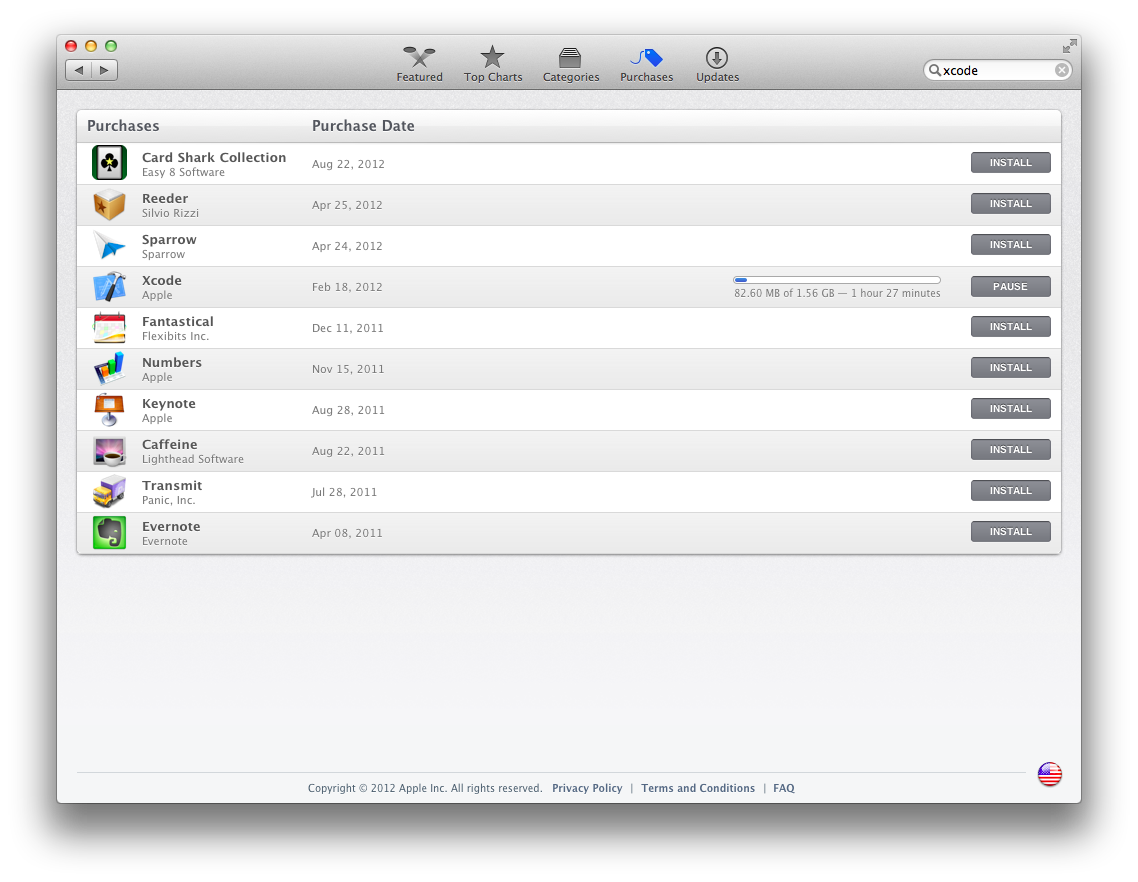 Featured
Top Charts
Categories
Purchases
Updates
xcode
Purchases
Purchase Date
Card Shark Collection
Easy 8 Software
Aug 22, 2012
INSTALL
Reeder
Silvio Rizzi
Apr 25, 2012
INSTALL
Sparrow
Sparrow
Apr 24, 2012
INSTALL
Xcode
Apple
Feb 18, 2012
82.60 MB of 1.56 GB — 1 hour 27 minutes
PAUSE
Fantastical
Flexibits Inc.
Dec 11, 2011
INSTALL
Numbers
Apple
Nov 15, 2011
INSTALL
Keynote
Apple
Aug 28, 2011
INSTALL
Caffeine
Lighthead Software
Aug 22, 2011
INSTALL
Transmit
Panic, Inc.
Jul 28, 2011
INSTALL
Evernote
Evernote
Apr 08, 2011
INSTALL
Copyright © 2012 Apple Inc. All rights reserved. Privacy Policy | Terms and Conditions | FAQ